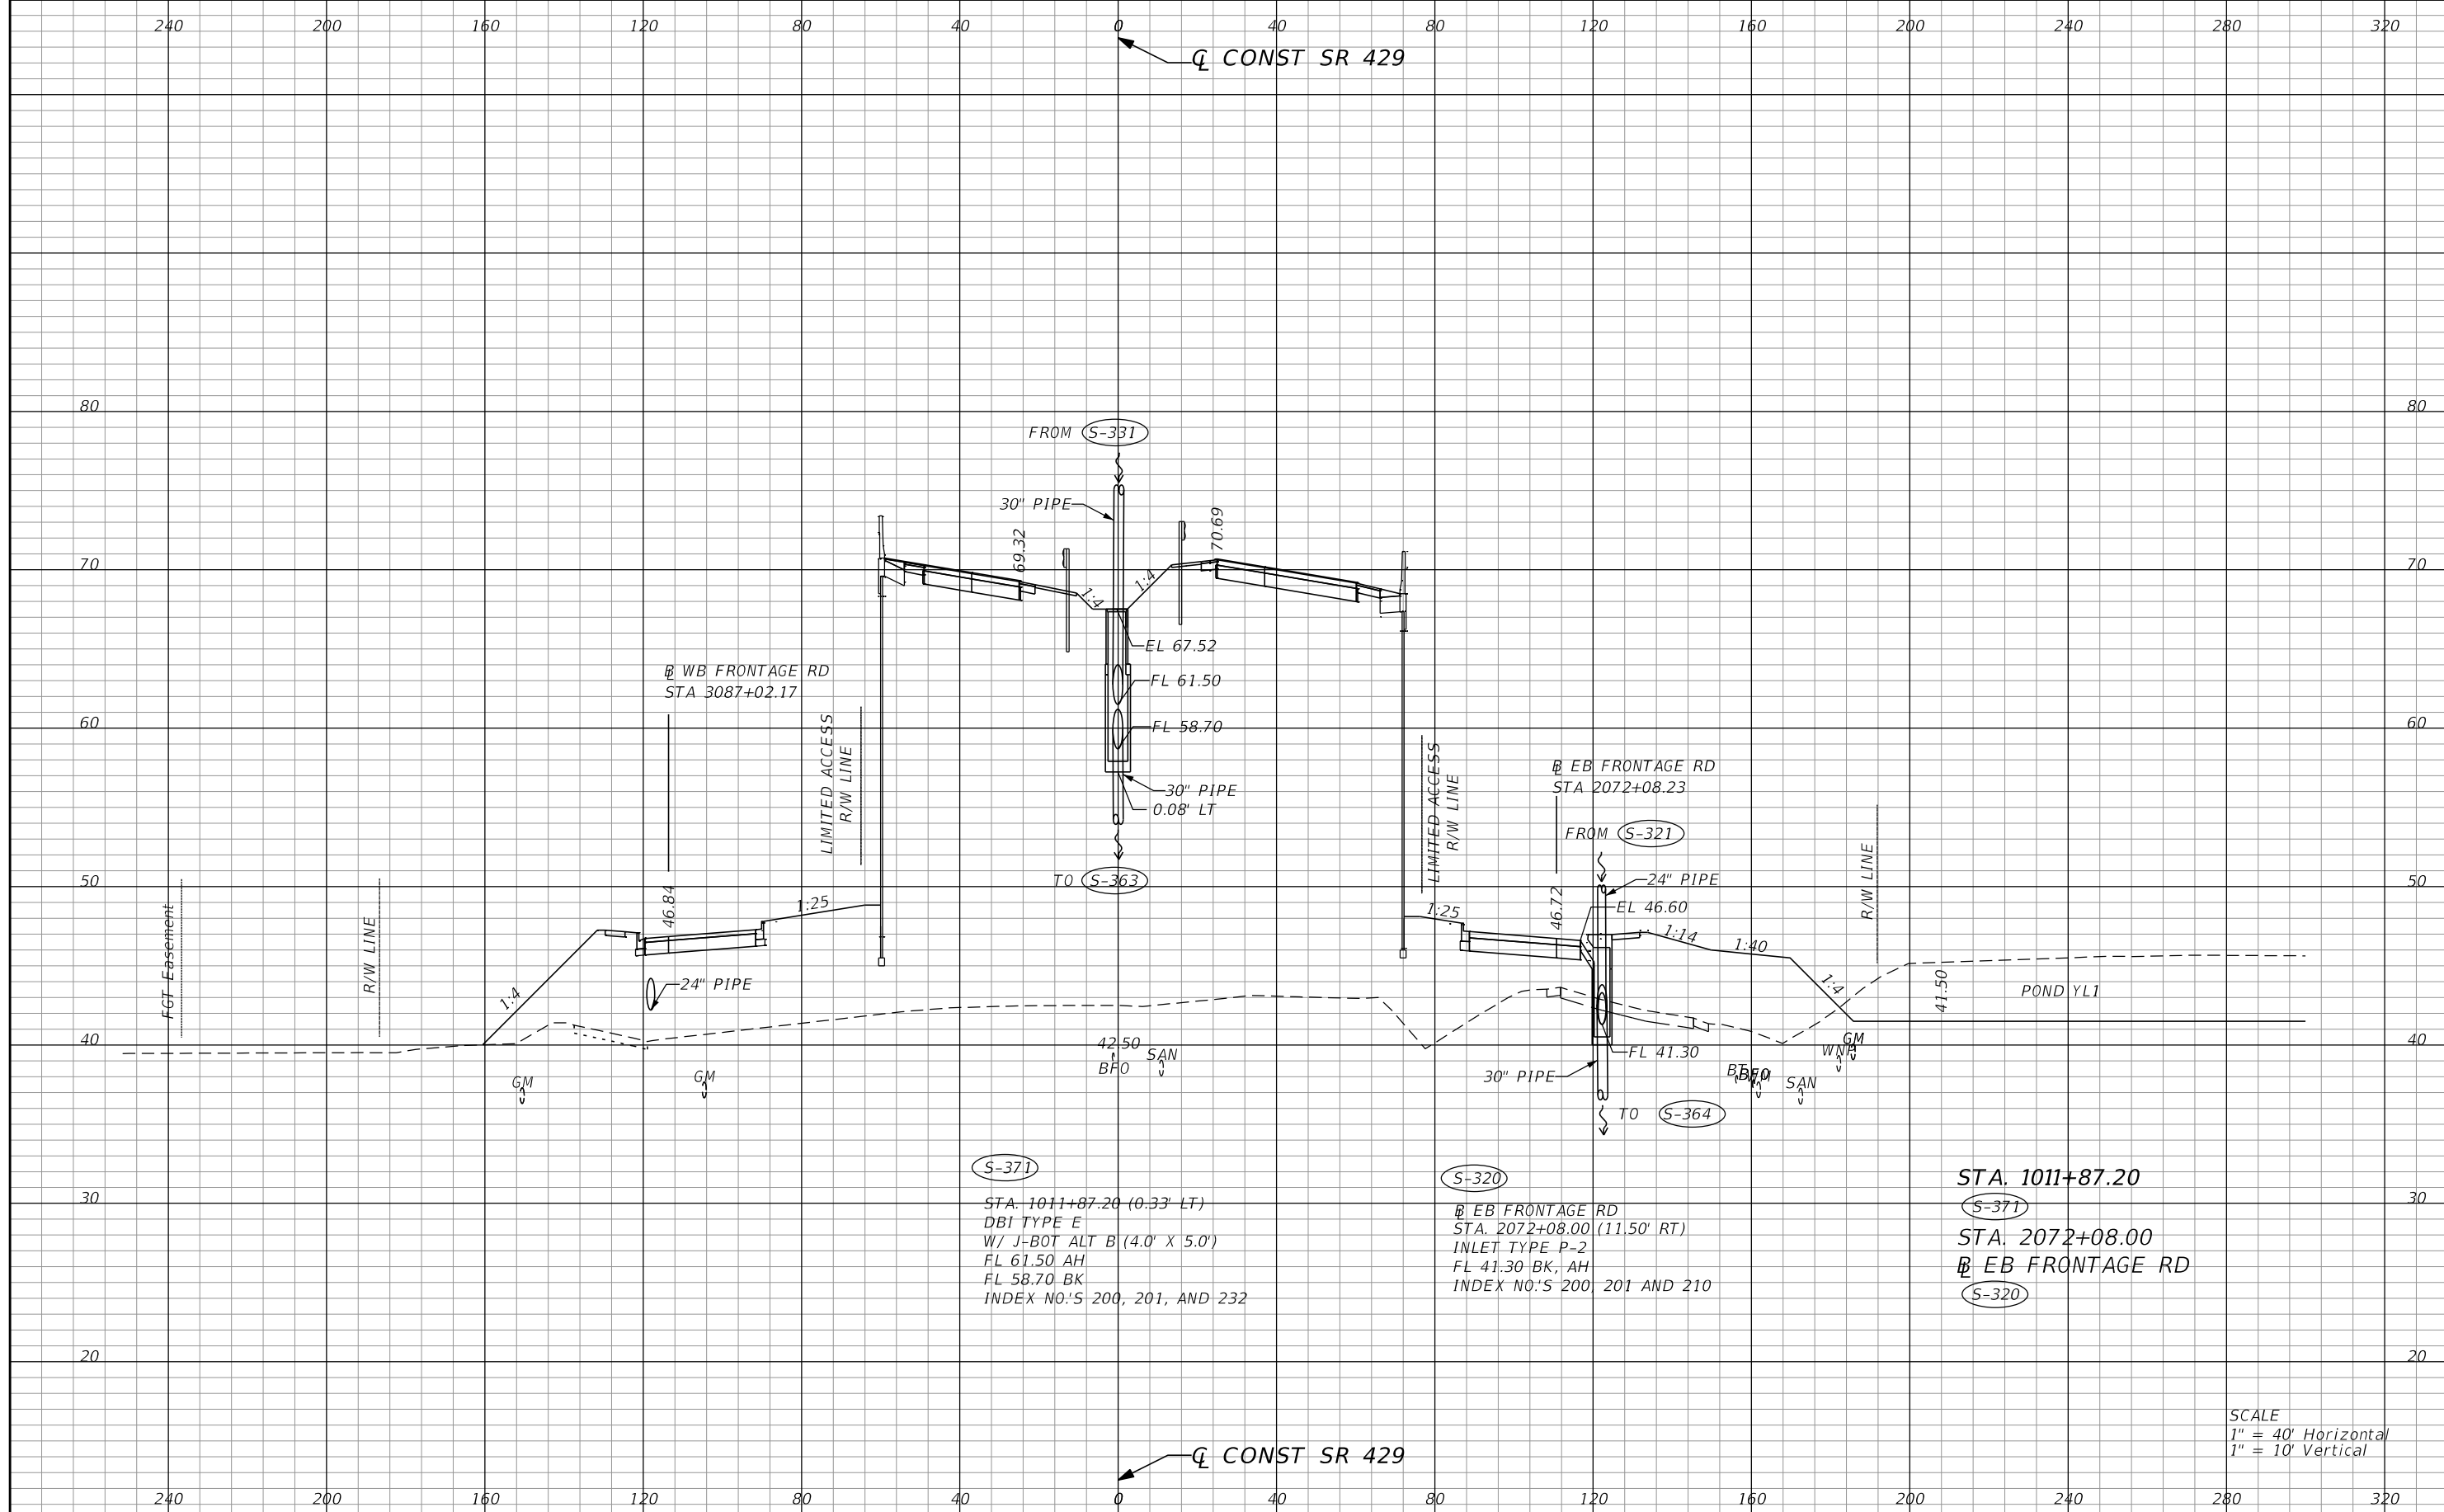 240 200 160 120 80 40 0 40 80 120 160 200 240 280 320
℄ CONST SR 429
80 80
FROM S-331
30" PIPE
70 70
69.32
70.69
1:4
1:4
EL 67.52
FL 61.50
FL 58.70
30" PIPE
0.08' LT
TO S-363
60 60
BL WB FRONTAGE RD
STA 3087+02.17
LIMITED ACCESS
R/W LINE
LIMITED ACCESS
R/W LINE
BL EB FRONTAGE RD
STA 2072+08.23
FROM S-321
24" PIPE
EL 46.60
50 50
FGT Easement
R/W LINE
1:4
46.84
1:25
24" PIPE
1:25
46.72
1:14
1:40
R/W LINE
1:4
41.50
POND YL1
40 40
GM
GM
42.50
BFO
SAN
FL 41.30
30" PIPE
TO S-364
SAN
GM
S-371
STA. 1011+87.20 (0.33' LT)
DBI TYPE E
W/ J-BOT ALT B (4.0' X 5.0')
FL 61.50 AH
FL 58.70 BK
INDEX NO.'S 200, 201, AND 232
S-320
BL EB FRONTAGE RD
STA. 2072+08.00 (11.50' RT)
INLET TYPE P-2
FL 41.30 BK, AH
INDEX NO.'S 200, 201 AND 210
STA. 1011+87.20
S-371
STA. 2072+08.00
BL EB FRONTAGE RD
S-320
30 30
20 20
SCALE
1" = 40' Horizontal
1" = 10' Vertical
℄ CONST SR 429
240 200 160 120 80 40 0 40 80 120 160 200 240 280 320